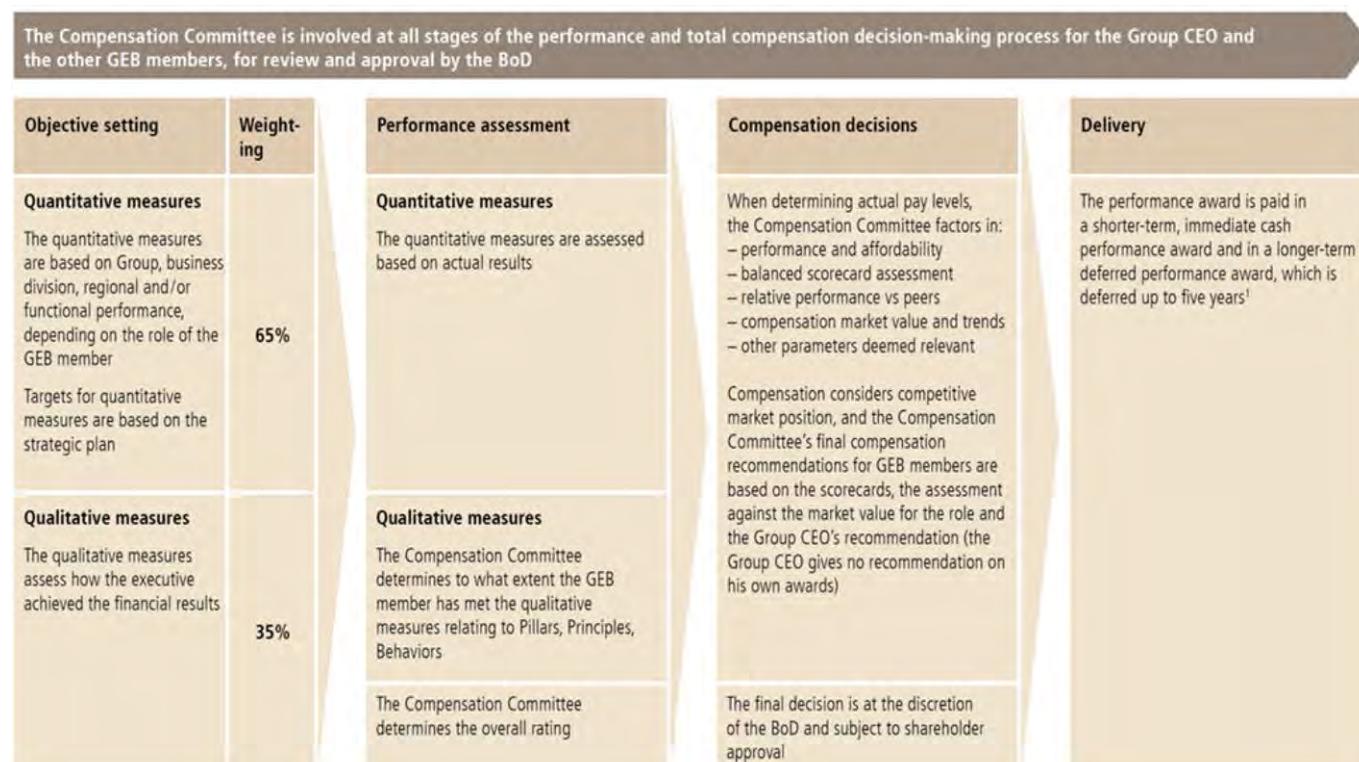 The Compensation Committee is involved at all stages of the performance and total compensation decision-making process for the Group CEO and
the other GEB members, for review and approval by the BoD
Objective setting
Weight-
ing
Quantitative measures
The quantitative measures
are based on Group, business
division, regional and/or
functional performance,
depending on the role of the
GEB member
Targets for quantitative
measures are based on the
strategic plan
65%
Qualitative measures
The qualitative measures
assess how the executive
achieved the financial results
35%
Performance assessment
Quantitative measures
The quantitative measures are assessed
based on actual results
Qualitative measures
The Compensation Committee
determines to what extent the GEB
member has met the qualitative
measures relating to Pillars, Principles,
Behaviors
The Compensation Committee
determines the overall rating
Compensation decisions
When determining actual pay levels,
the Compensation Committee factors in:
– performance and affordability
– balanced scorecard assessment
– relative performance vs peers
– compensation market value and trends
– other parameters deemed relevant
Compensation considers competitive
market position, and the Compensation
Committee's final compensation
recommendations for GEB members are
based on the scorecards, the assessment
against the market value for the role and
the Group CEO's recommendation (the
Group CEO gives no recommendation on
his own awards)
The final decision is at the discretion
of the BoD and subject to shareholder
approval
Delivery
The performance award is paid in
a shorter-term, immediate cash
performance award and in a longer-term
deferred performance award, which is
deferred up to five years¹